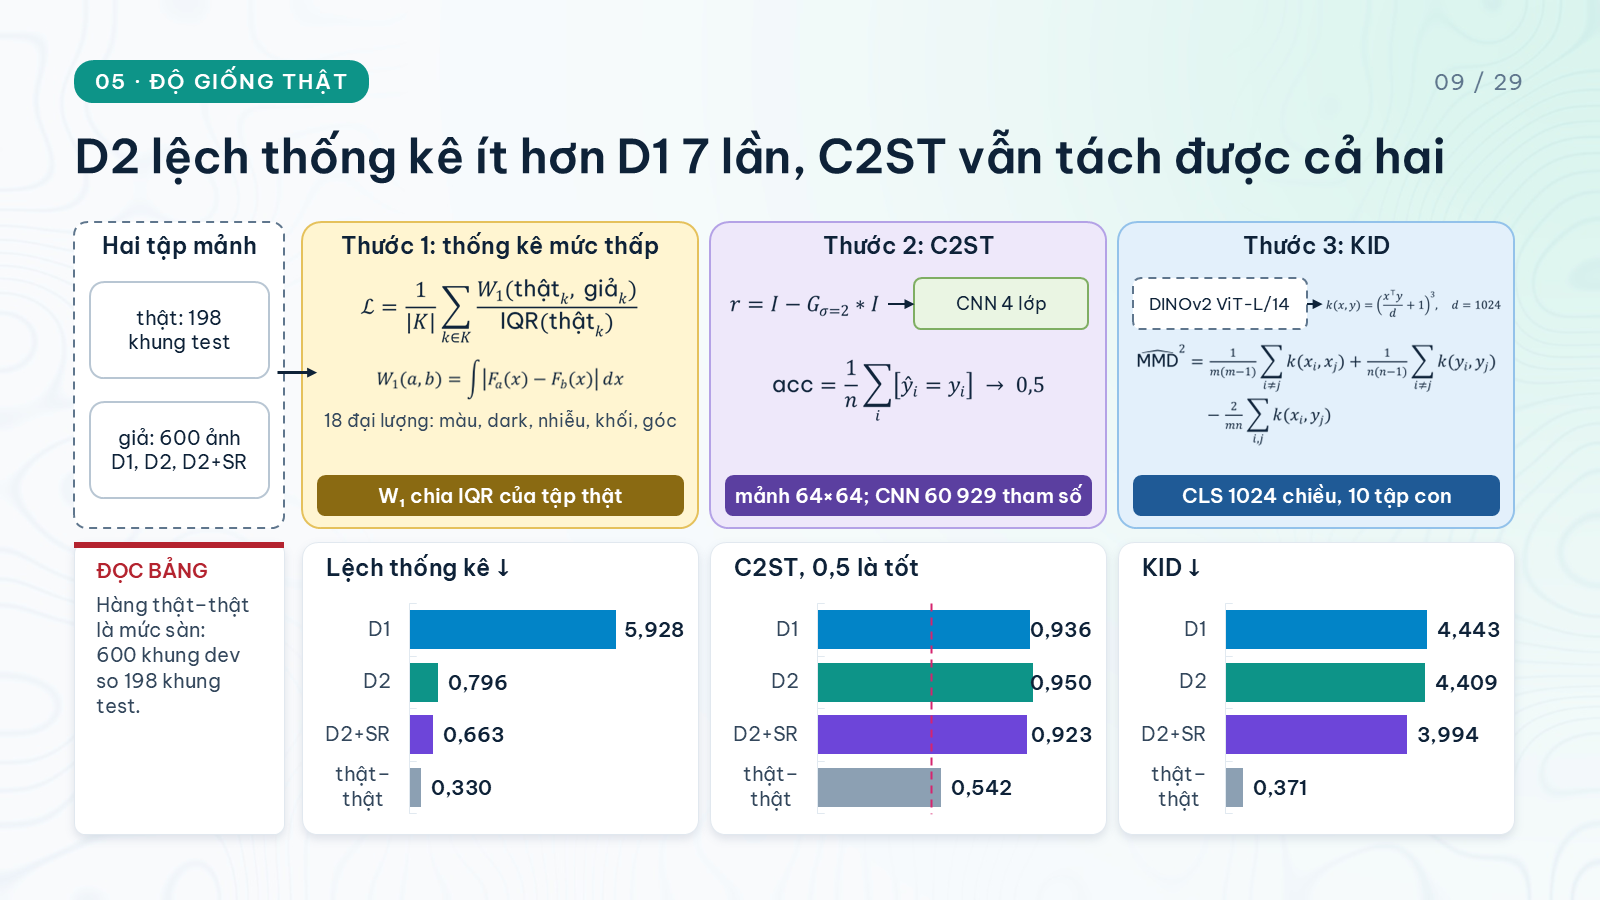 05 · ĐỘ GIỐNG THẬT
09 / 29
D2 lệch thống kê ít hơn D1 7 lần, C2ST vẫn tách được cả hai
Hai tập mảnh
thật: 198
khung test
giả: 600 ảnh
D1, D2, D2+SR
Thước 1: thống kê mức thấp
ℒ = 1/|K| ∑_{k∈K} W₁(thật_k, giả_k) / IQR(thật_k)
W₁(a, b) = ∫|F_a(x) − F_b(x)| dx
18 đại lượng: màu, dark, nhiễu, khối, góc
W₁ chia IQR của tập thật
Thước 2: C2ST
r = I − G_{σ=2} ∗ I
CNN 4 lớp
acc = 1/n ∑_i [ŷ_i = y_i] → 0,5
mảnh 64×64; CNN 60 929 tham số
Thước 3: KID
DINOv2 ViT-L/14
k(x, y) = (x^⊤y/d + 1)^3, d = 1024
M͡MD² = 1/m(m−1) ∑_{i≠j} k(x_i, x_j) + 1/n(n−1) ∑_{i≠j} k(y_i, y_j)
− 2/mn ∑_{i,j} k(x_i, y_j)
CLS 1024 chiều, 10 tập con
ĐỌC BẢNG
Hàng thật–thật
là mức sàn:
600 khung dev
so 198 khung
test.
Lệch thống kê ↓
D1 5,928
D2 0,796
D2+SR 0,663
thật–
thật 0,330
C2ST, 0,5 là tốt
D1 0,936
D2 0,950
D2+SR 0,923
thật–
thật 0,542
KID ↓
D1 4,443
D2 4,409
D2+SR 3,994
thật–
thật 0,371